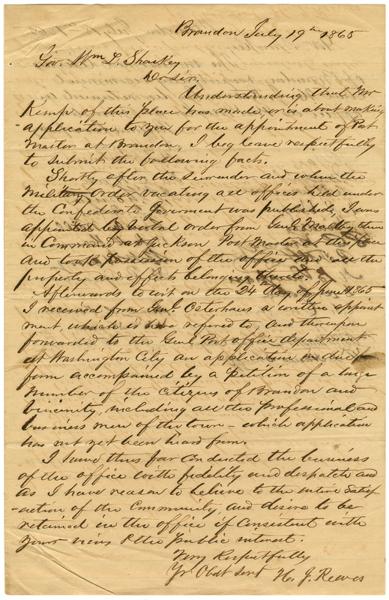 Brandon July 19th 1865
Gov. Wm L. Sharkey
Dr Sir.
Understanding that Mr
Kemp of this place has made, or is about making
application to you for the appointment of Post
Master at Brandon, I beg leave respectfully
to submit the following facts.
Shortly after the surrender and when the
Military order vacating all offices held under
the Confederate Goverment was published, I was
appointed by verbal order from Genl then
in Command at Jackson Post Master at this place
and took possession of the office and all the
property and effects belonging thereto.
Afterwards to wit on the 24 day of June 1865
I received from Genl Osterhaus a written appoint
ment which is here refered to, and thereupon
forwarded to the Genl Post office department
at Washington City an application in due
form accompanied by a petition of a large
number of the citizens of Brandon and
vicinity, including all the professional and
business men of the town - which application
has not yet been heard from.
I have thus far conducted the business
of the office with fidelity and dispatch and
as I have reason to believe to the entire Satisf
action of the Community, and desire to be
retained in the office if Consistent with
your views & the public interest.
Very Respectfully
Yr Obdt Servt H. J. Reeves